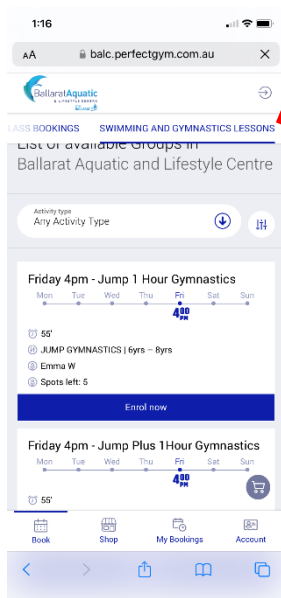 1:16
AA balc.perfectgym.com.au
BallaratAquatic
& LIFESTYLE CENTRE
LASS BOOKINGS SWIMMING AND GYMNASTICS LESSONS
List of available Groups in
Ballarat Aquatic and Lifestyle Centre
Activity type
Any Activity Type
Friday 4pm - Jump 1 Hour Gymnastics
Mon Tue Wed Thu Fri Sat Sun
4 00 PM
55'
JUMP GYMNASTICS | 6yrs – 8yrs
Emma W
Spots left: 5
Enrol now
Friday 4pm - Jump Plus 1Hour Gymnastics
Mon Tue Wed Thu Fri Sat Sun
4 00 PM
55'
Book Shop My Bookings Account